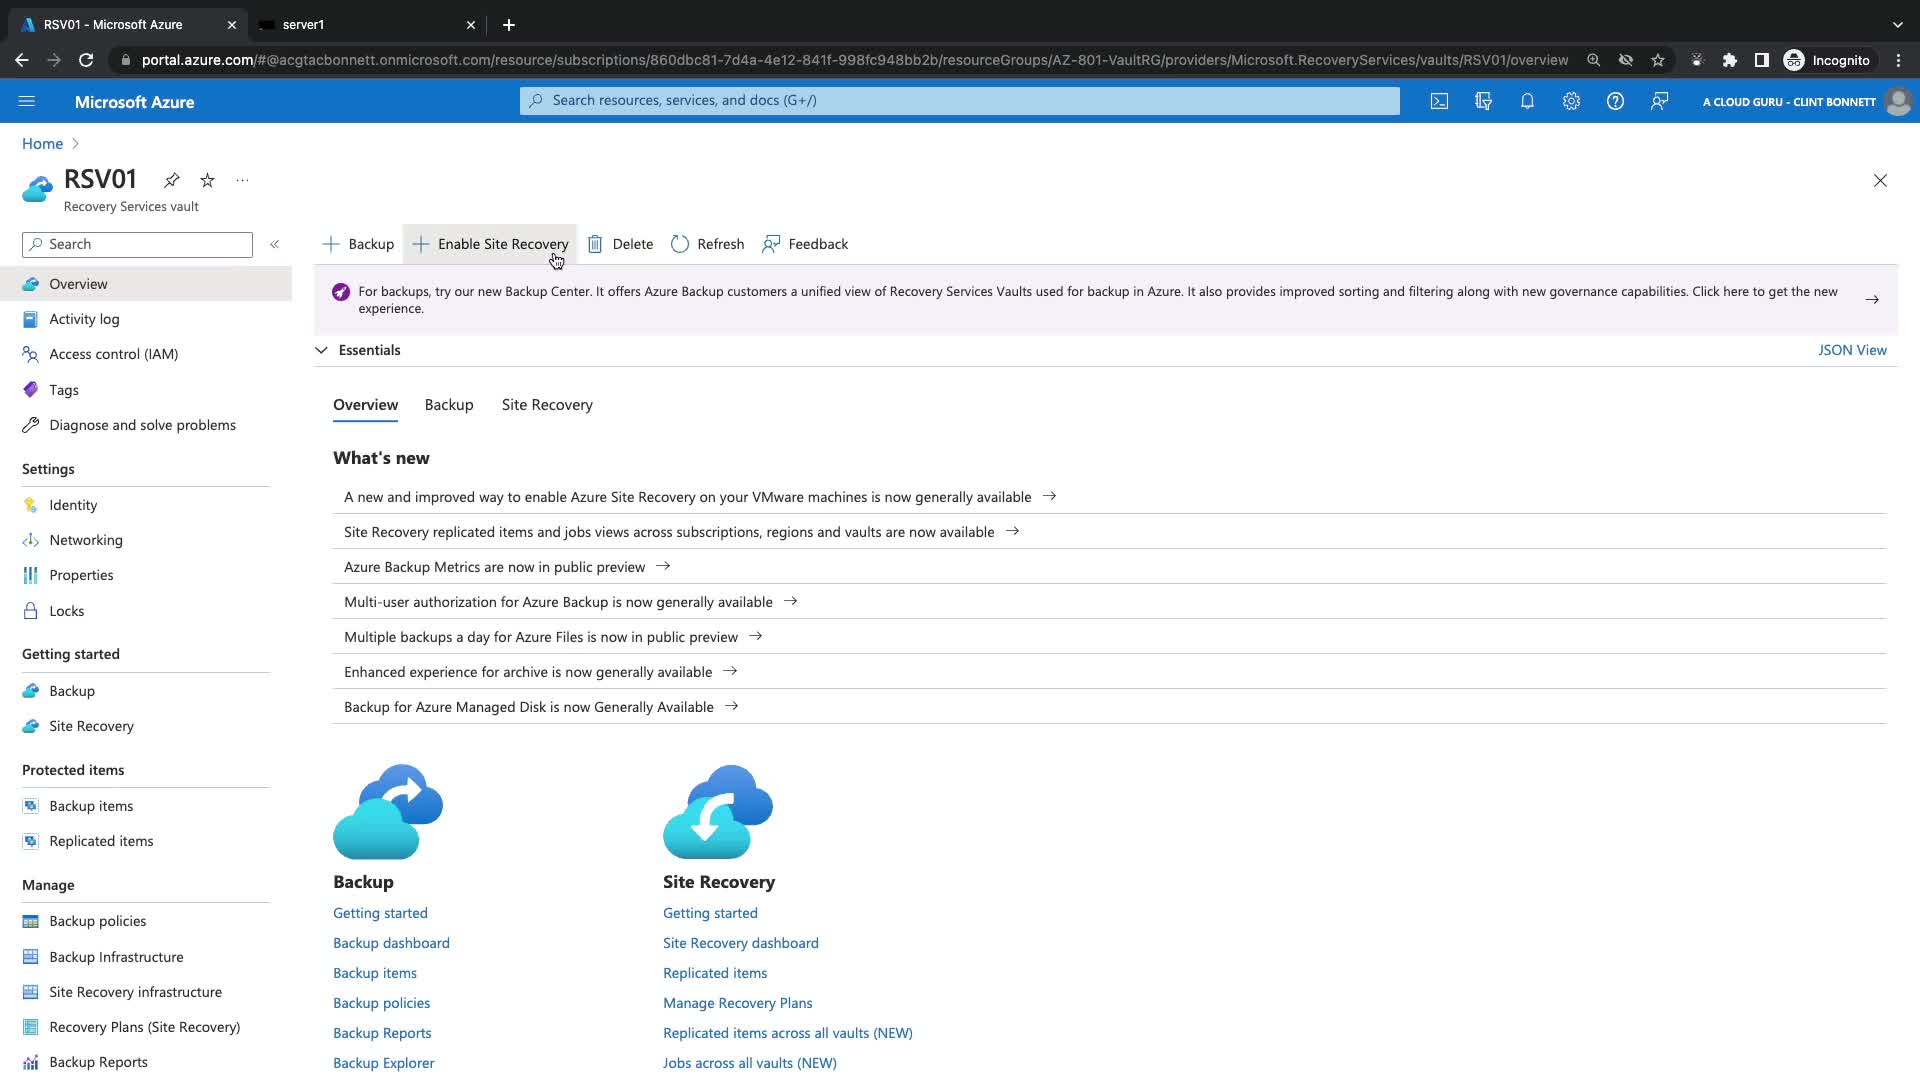 RSV01 - Microsoft Azure
server1
portal.azure.com/#@acgtacbonnett.onmicrosoft.com/resource/subscriptions/860dbc81-7d4a-4e12-841f-998fc948bb2b/resourceGroups/AZ-801-VaultRG/providers/Microsoft.RecoveryServices/vaults/RSV01/overview
Incognito
Microsoft Azure
Search resources, services, and docs (G+/)
A CLOUD GURU - CLINT BONNETT
Home
RSV01
Recovery Services vault
Search
Overview
Activity log
Access control (IAM)
Tags
Diagnose and solve problems
Settings
Identity
Networking
Properties
Locks
Getting started
Backup
Site Recovery
Protected items
Backup items
Replicated items
Manage
Backup policies
Backup Infrastructure
Site Recovery infrastructure
Recovery Plans (Site Recovery)
Backup Reports
Backup
Enable Site Recovery
Delete
Refresh
Feedback
For backups, try our new Backup Center. It offers Azure Backup customers a unified view of Recovery Services Vaults used for backup in Azure. It also provides improved sorting and filtering along with new governance capabilities. Click here to get the new
experience.
Essentials
JSON View
Overview
Backup
Site Recovery
What's new
A new and improved way to enable Azure Site Recovery on your VMware machines is now generally available
Site Recovery replicated items and jobs views across subscriptions, regions and vaults are now available
Azure Backup Metrics are now in public preview
Multi-user authorization for Azure Backup is now generally available
Multiple backups a day for Azure Files is now in public preview
Enhanced experience for archive is now generally available
Backup for Azure Managed Disk is now Generally Available
Backup
Getting started
Backup dashboard
Backup items
Backup policies
Backup Reports
Backup Explorer
Site Recovery
Getting started
Site Recovery dashboard
Replicated items
Manage Recovery Plans
Replicated items across all vaults (NEW)
Jobs across all vaults (NEW)